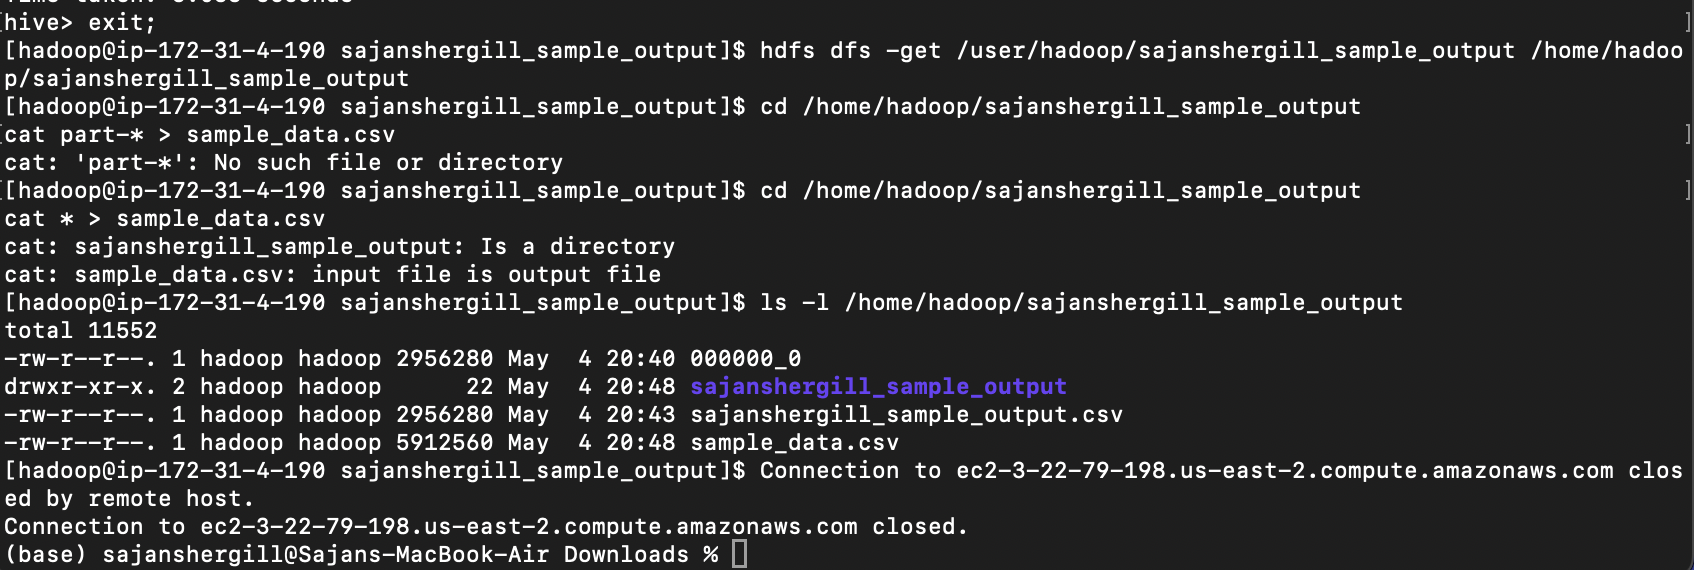 hive> exit;
[hadoop@ip-172-31-4-190 sajanshergill_sample_output]$ hdfs dfs -get /user/hadoop/sajanshergill_sample_output /home/hadoo
p/sajanshergill_sample_output
[hadoop@ip-172-31-4-190 sajanshergill_sample_output]$ cd /home/hadoop/sajanshergill_sample_output
cat part-* > sample_data.csv
cat: 'part-*': No such file or directory
[hadoop@ip-172-31-4-190 sajanshergill_sample_output]$ cd /home/hadoop/sajanshergill_sample_output
cat * > sample_data.csv
cat: sajanshergill_sample_output: Is a directory
cat: sample_data.csv: input file is output file
[hadoop@ip-172-31-4-190 sajanshergill_sample_output]$ ls -l /home/hadoop/sajanshergill_sample_output
total 11552
-rw-r--r--. 1 hadoop hadoop 2956280 May  4 20:40 000000_0
drwxr-xr-x. 2 hadoop hadoop      22 May  4 20:48 sajanshergill_sample_output
-rw-r--r--. 1 hadoop hadoop 2956280 May  4 20:43 sajanshergill_sample_output.csv
-rw-r--r--. 1 hadoop hadoop 5912560 May  4 20:48 sample_data.csv
[hadoop@ip-172-31-4-190 sajanshergill_sample_output]$ Connection to ec2-3-22-79-198.us-east-2.compute.amazonaws.com clos
ed by remote host.
Connection to ec2-3-22-79-198.us-east-2.compute.amazonaws.com closed.
(base) sajanshergill@Sajans-MacBook-Air Downloads %